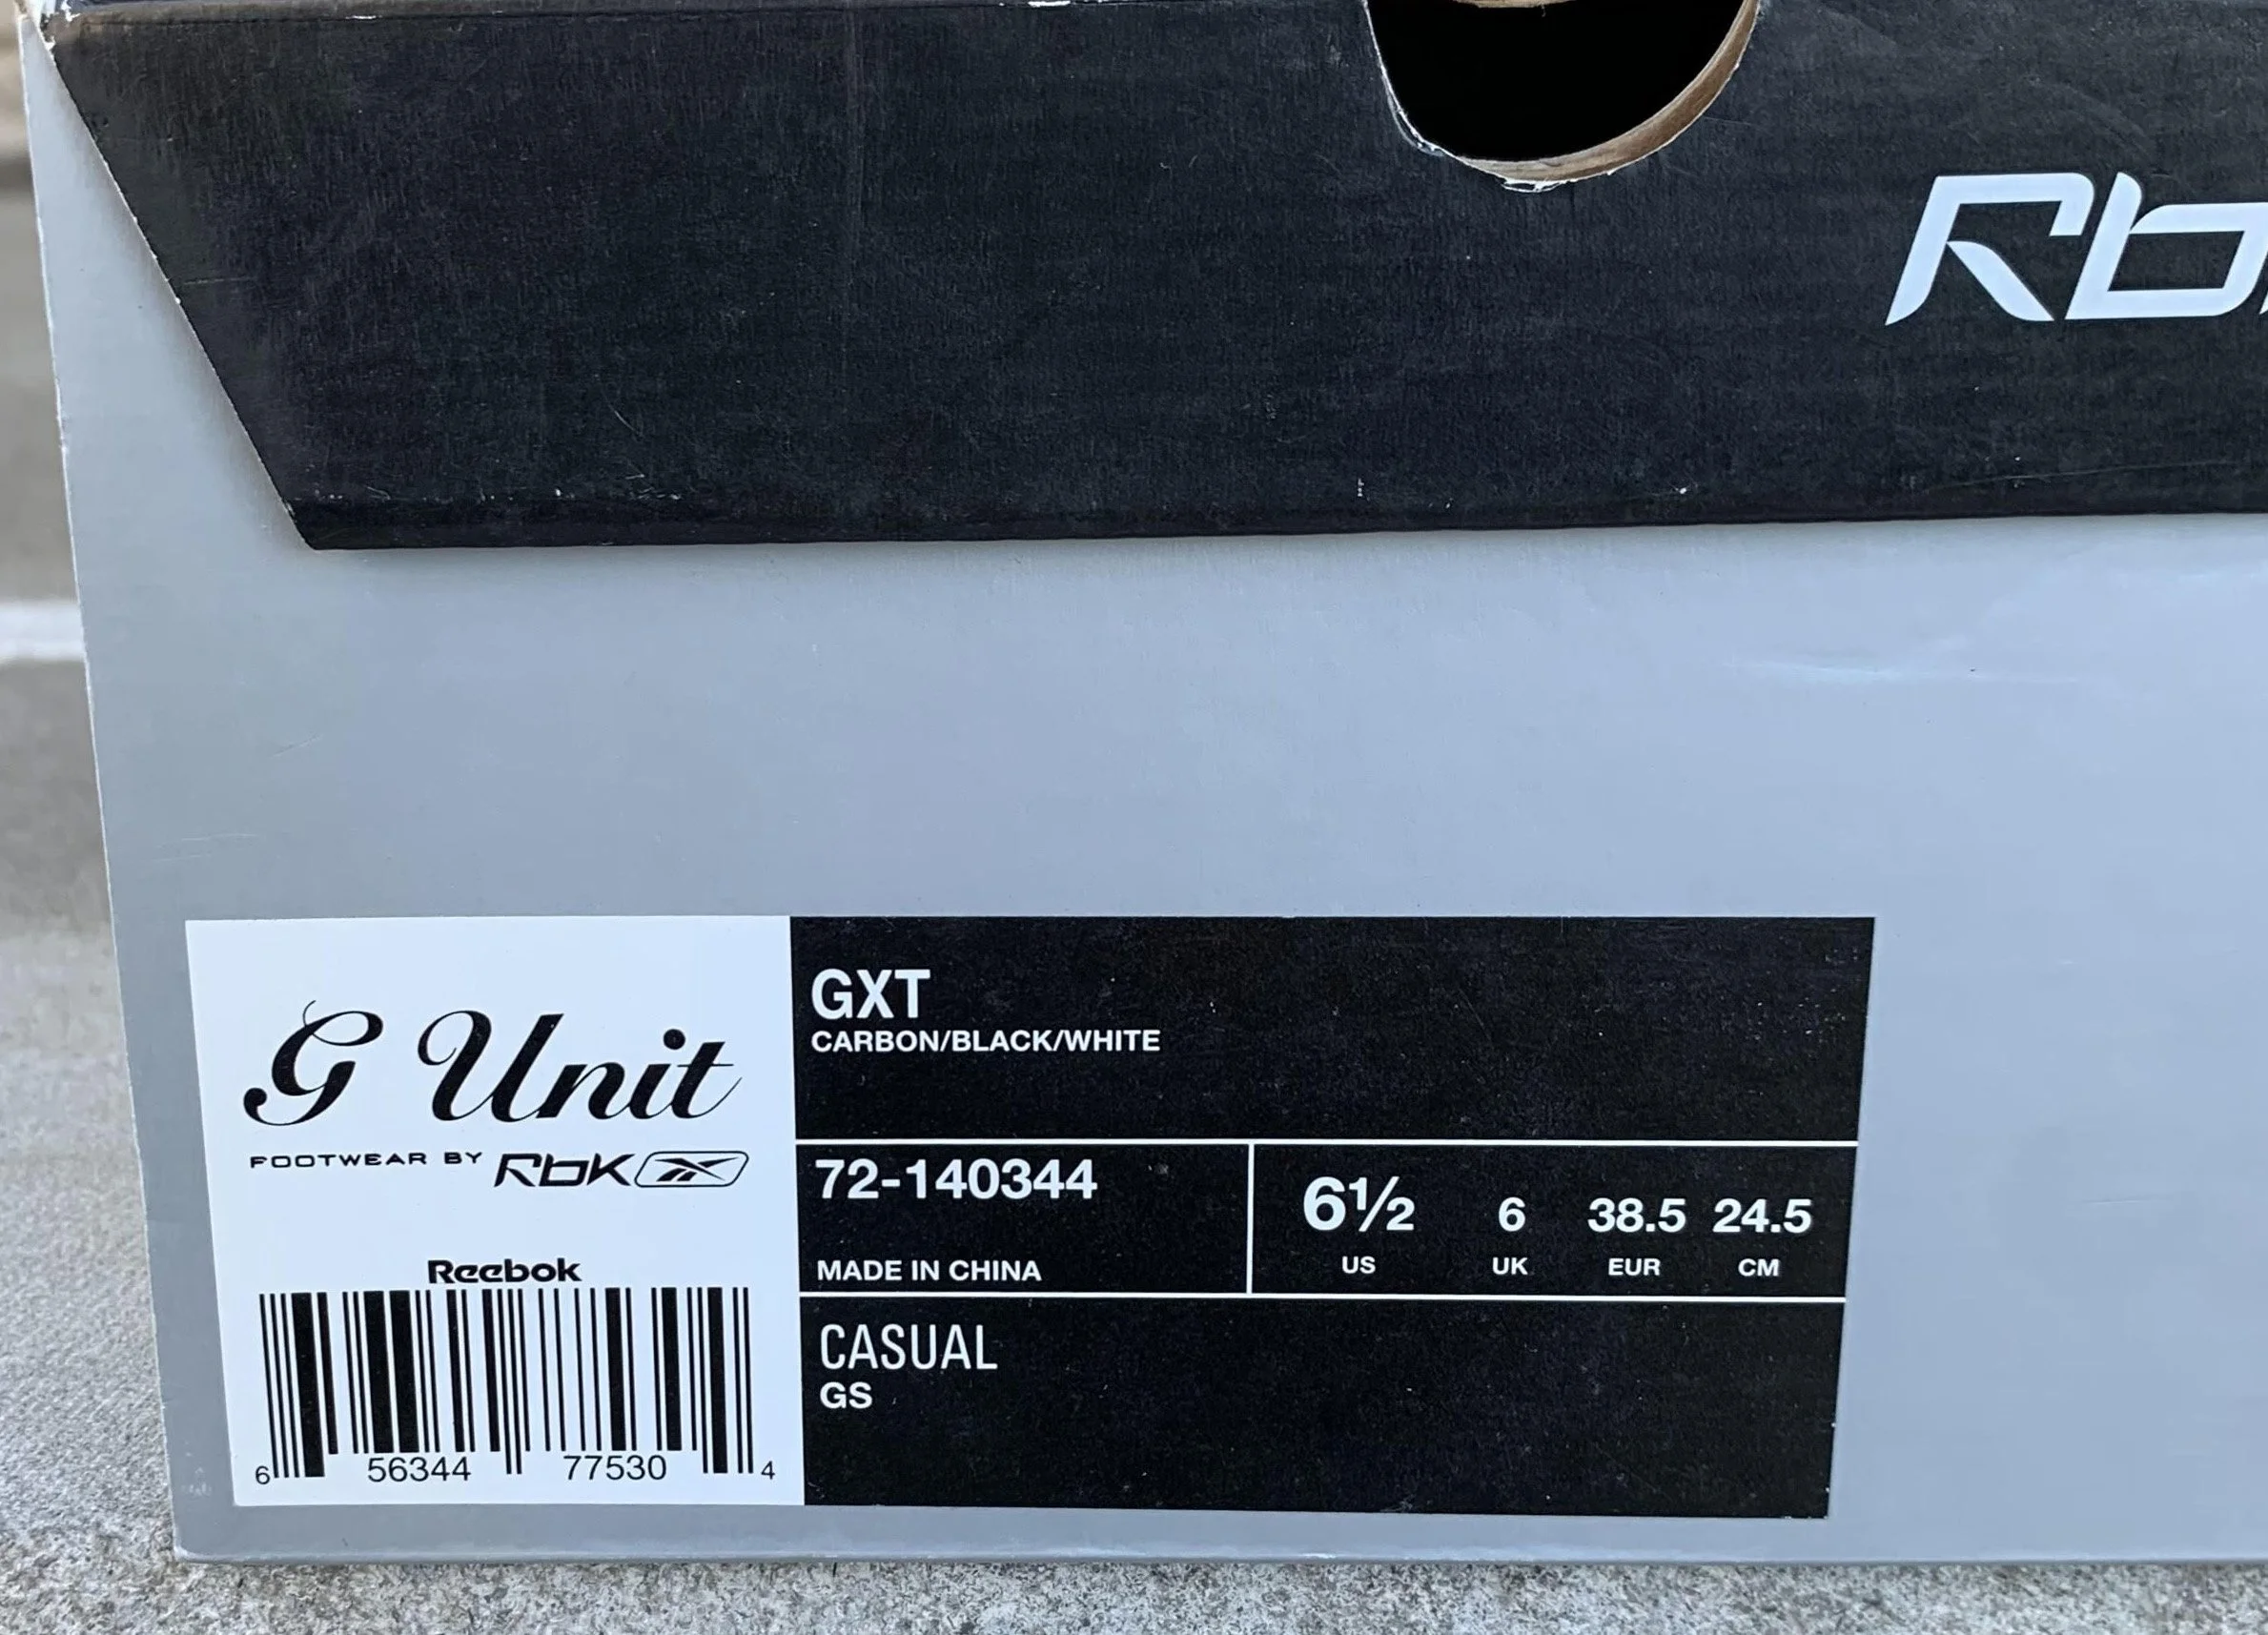 Rbk
G Unit
FOOTWEAR BY RbK
Reebok
6 56344 77530 4
GXT
CARBON/BLACK/WHITE
72-140344
MADE IN CHINA
6½ 6 38.5 24.5
US UK EUR CM
CASUAL
GS